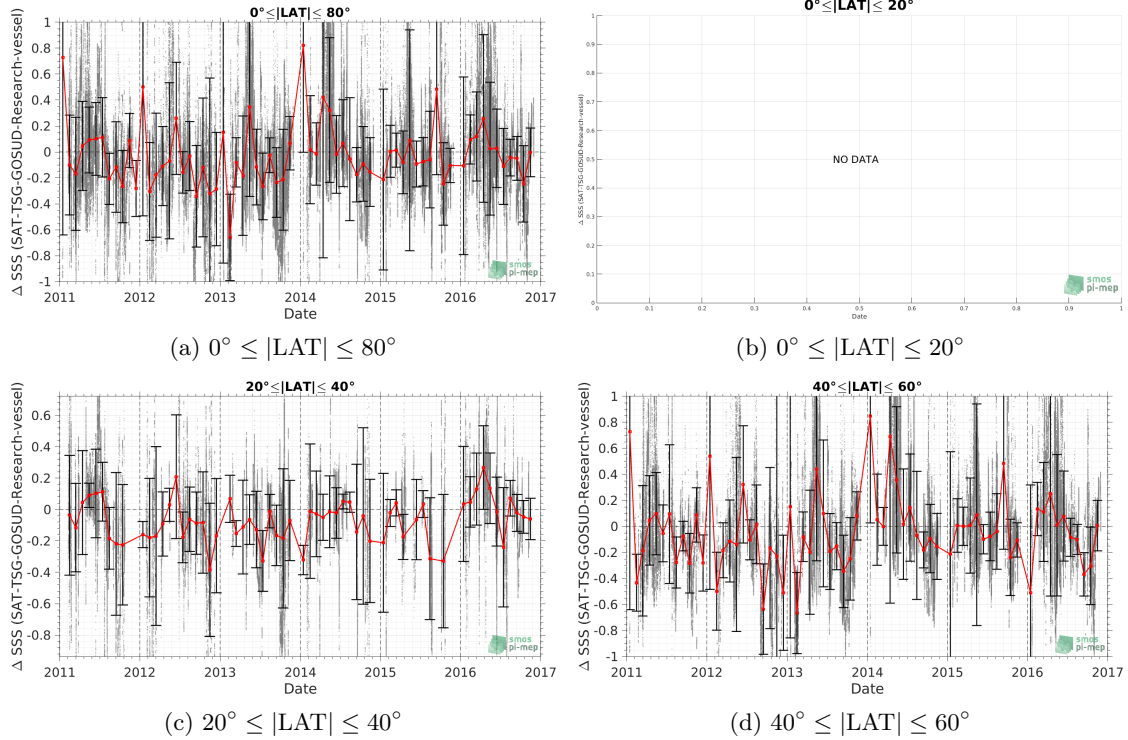 0°≤|LAT|≤ 80°
Δ SSS (SAT-TSG-GOSUD-Research-vessel)
1
0.8
0.6
0.4
0.2
0
-0.2
-0.4
-0.6
-0.8
-1
2011 2012 2013 2014 2015 2016 2017
Date
smos
pi-mep
(a) 0° ≤ |LAT| ≤ 80°
0°≤|LAT|≤ 20°
Δ SSS (SAT-TSG-GOSUD-Research-vessel)
1
0.9
0.8
0.7
0.6
0.5
0.4
0.3
0.2
0.1
0
NO DATA
0 0.1 0.2 0.3 0.4 0.5 0.6 0.7 0.8 0.9 1
Date
smos
pi-mep
(b) 0° ≤ |LAT| ≤ 20°
20°≤|LAT|≤ 40°
Δ SSS (SAT-TSG-GOSUD-Research-vessel)
0.6
0.4
0.2
0
-0.2
-0.4
-0.6
-0.8
2011 2012 2013 2014 2015 2016 2017
Date
smos
pi-mep
(c) 20° ≤ |LAT| ≤ 40°
40°≤|LAT|≤ 60°
Δ SSS (SAT-TSG-GOSUD-Research-vessel)
1
0.8
0.6
0.4
0.2
0
-0.2
-0.4
-0.6
-0.8
-1
2011 2012 2013 2014 2015 2016 2017
Date
smos
pi-mep
(d) 40° ≤ |LAT| ≤ 60°